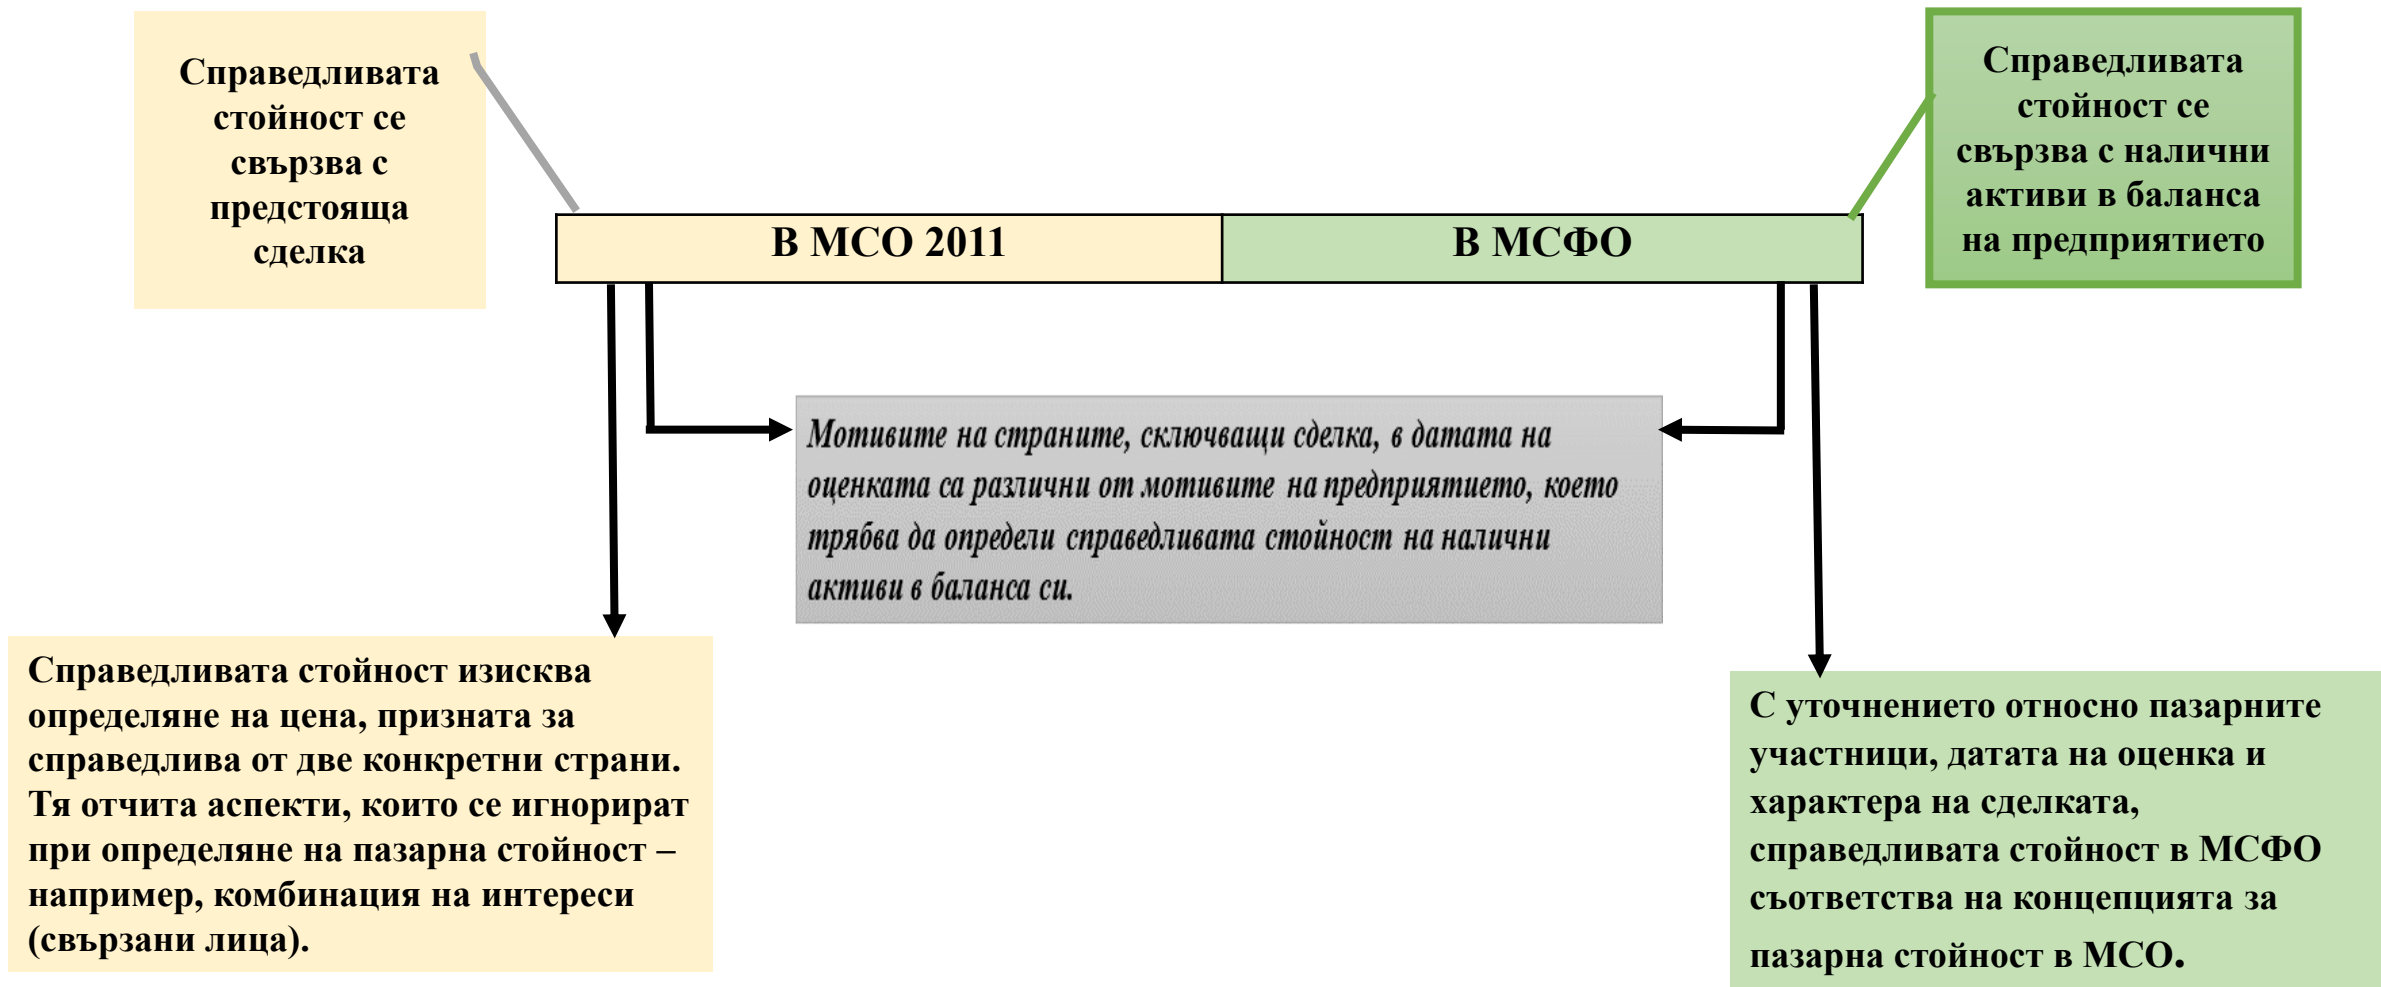 Справедливата
стойност се
свързва с
предстояща
сделка
Справедливата
стойност се
свързва с налични
активи в баланса
на предприятието
В МСО 2011
В МСФО
Мотивите на страните, сключващи сделка, в датата на
оценката са различни от мотивите на предприятието, което
трябва да определи справедливата стойност на налични
активи в баланса си.
Справедливата стойност изисква
определяне на цена, призната за
справедлива от две конкретни страни.
Тя отчита аспекти, които се игнорират
при определяне на пазарна стойност –
например, комбинация на интереси
(свързани лица).
С уточнението относно пазарните
участници, датата на оценка и
характера на сделката,
справедливата стойност в МСФО
съответства на концепцията за
пазарна стойност в МСО.